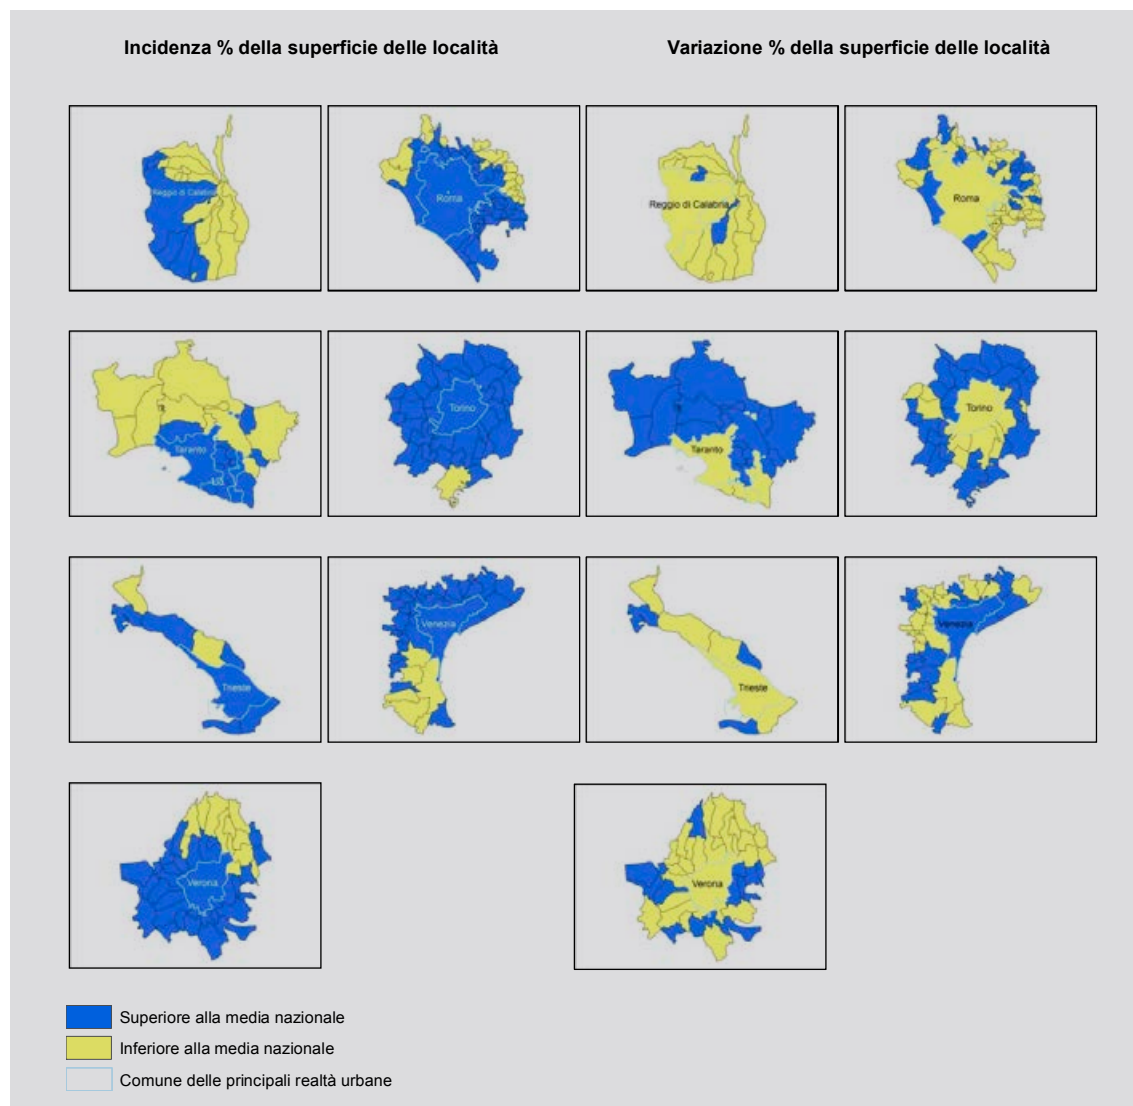 Incidenza % della superficie delle località
Variazione % della superficie delle località
Reggio di Calabria
Roma
Reggio di Calabria
Roma
Taranto
Torino
Taranto
Torino
Trieste
Venezia
Trieste
Venezia
Verona
Verona
Superiore alla media nazionale
Inferiore alla media nazionale
Comune delle principali realtà urbane